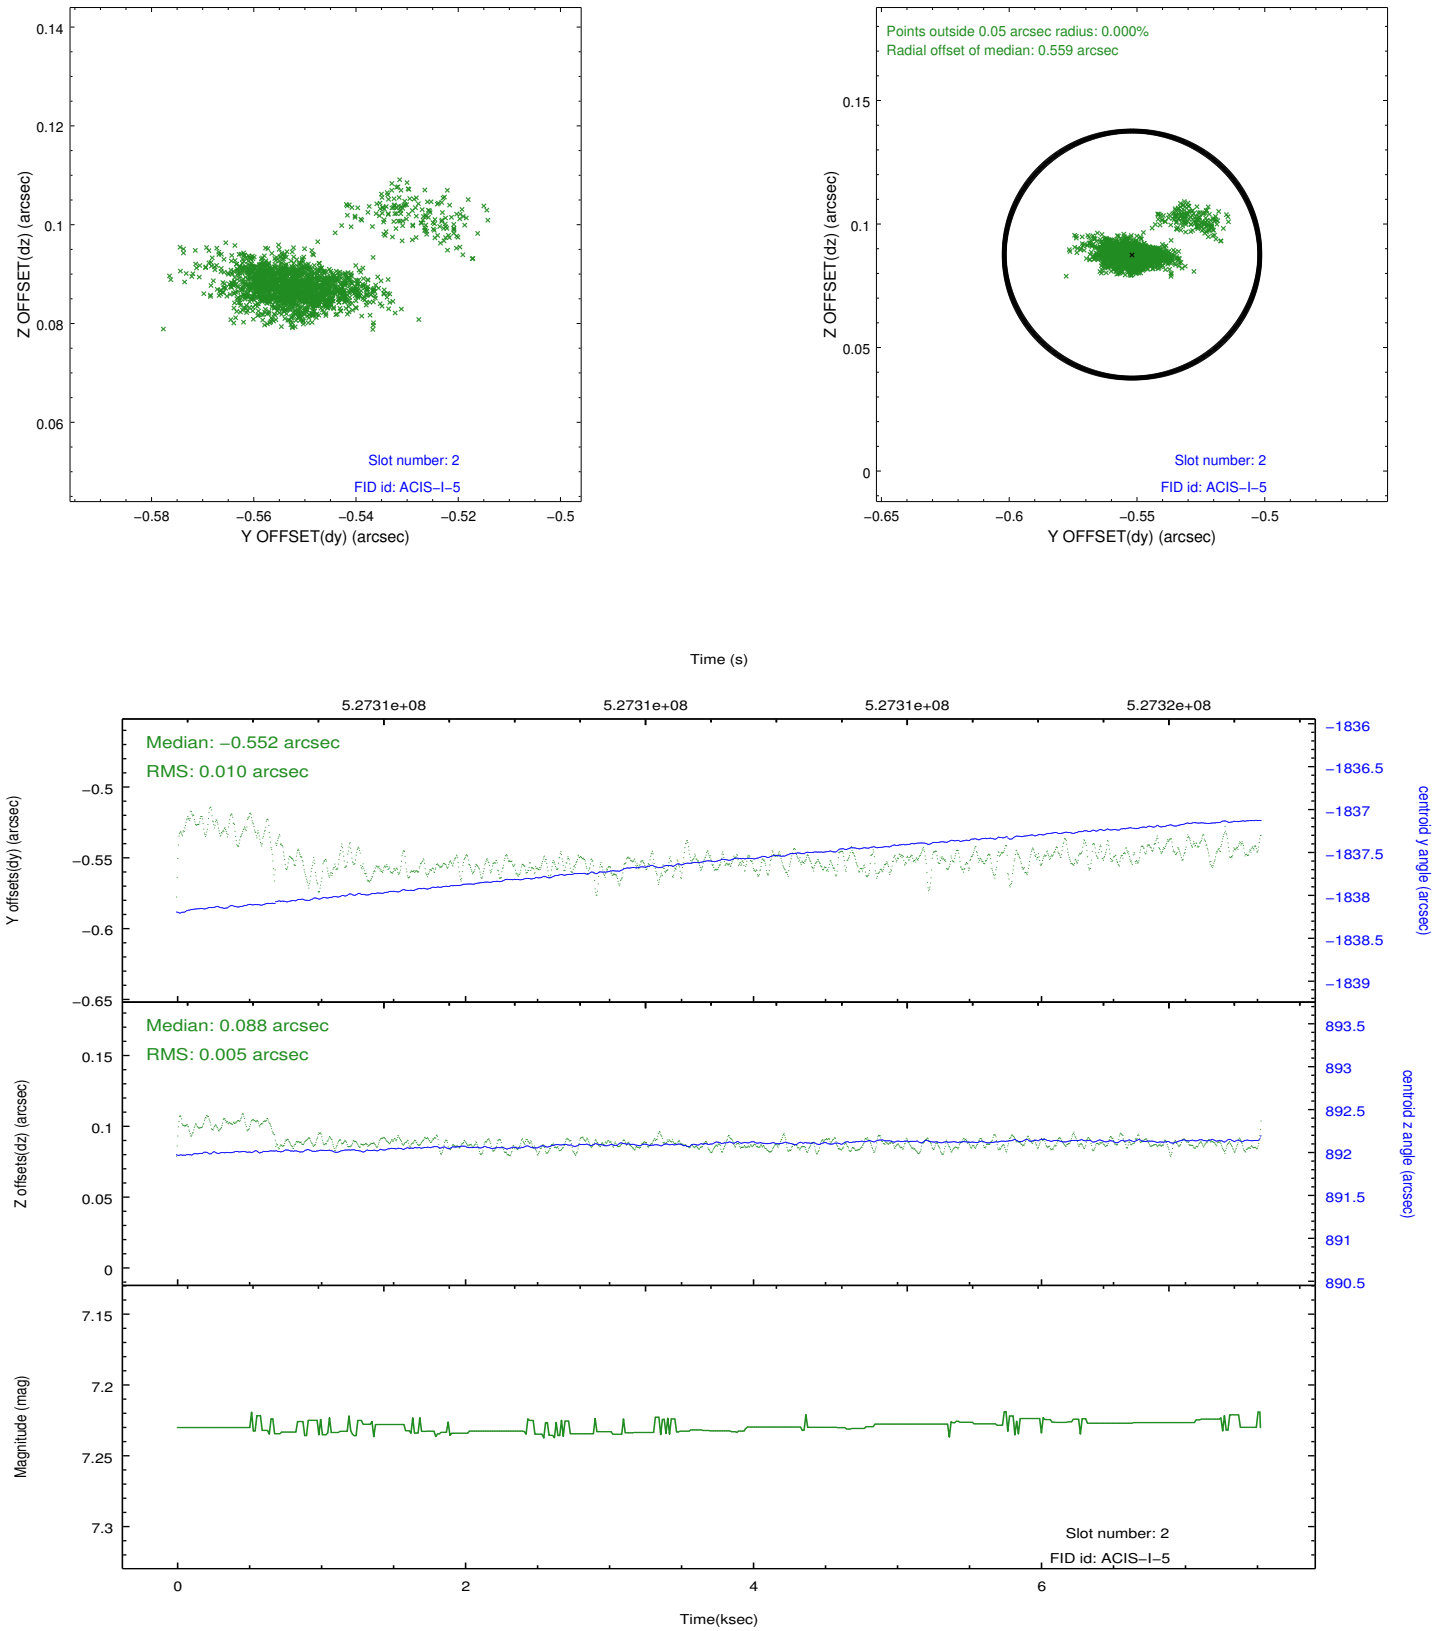 0.14
0.12
0.1
0.08
0.06
Z OFFSET(dz) (arcsec)
Slot number: 2
FID id: ACIS−I−5
−0.58
−0.56
−0.54
−0.52
−0.5
Y OFFSET(dy) (arcsec)
Points outside 0.05 arcsec radius: 0.000%
Radial offset of median: 0.559 arcsec
0.15
0.1
0.05
0
Z OFFSET(dz) (arcsec)
Slot number: 2
FID id: ACIS−I−5
−0.65
−0.6
−0.55
−0.5
Y OFFSET(dy) (arcsec)
Time (s)
5.2731e+08
5.2731e+08
5.2731e+08
5.2732e+08
Median: −0.552 arcsec
RMS: 0.010 arcsec
−0.5
−0.55
−0.6
−0.65
Y offsets(dy) (arcsec)
−1836
−1836.5
−1837
−1837.5
−1838
−1838.5
−1839
centroid y angle (arcsec)
Median: 0.088 arcsec
RMS: 0.005 arcsec
0.15
0.1
0.05
0
Z offsets(dz) (arcsec)
893.5
893
892.5
892
891.5
891
890.5
centroid z angle (arcsec)
7.15
7.2
7.25
7.3
Magnitude (mag)
Slot number: 2
FID id: ACIS−I−5
0
2
4
6
Time(ksec)